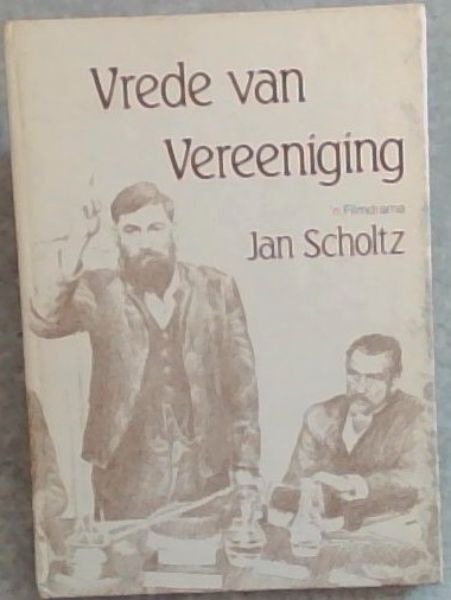 Vrede van
Vereeniging
'n Filmdrama
Jan Scholtz